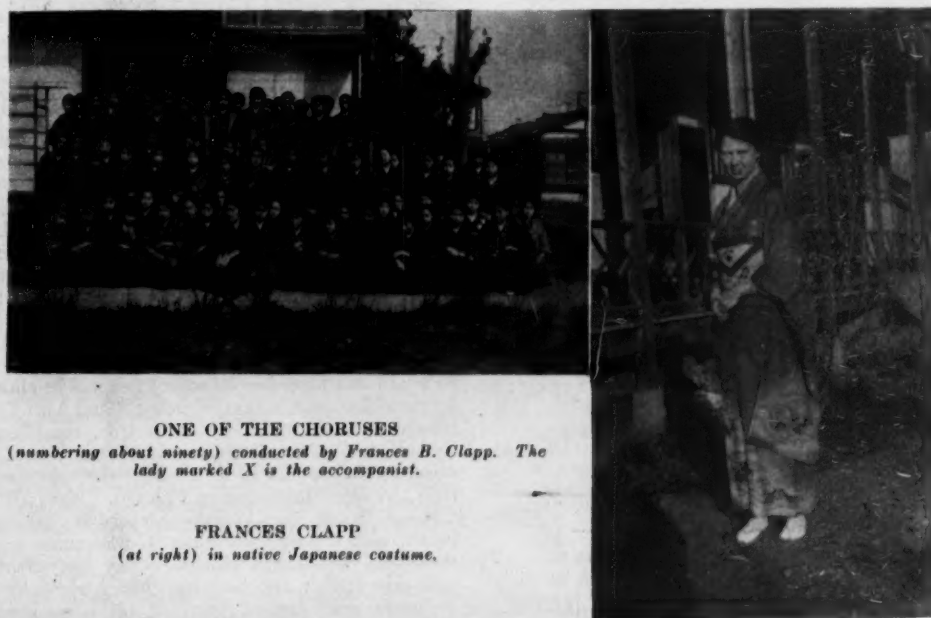 ONE OF THE CHORUSES
(numbering about ninety) conducted by Frances B. Clapp. The
lady marked X is the accompanist.
FRANCES CLAPP
(at right) in native Japanese costume.